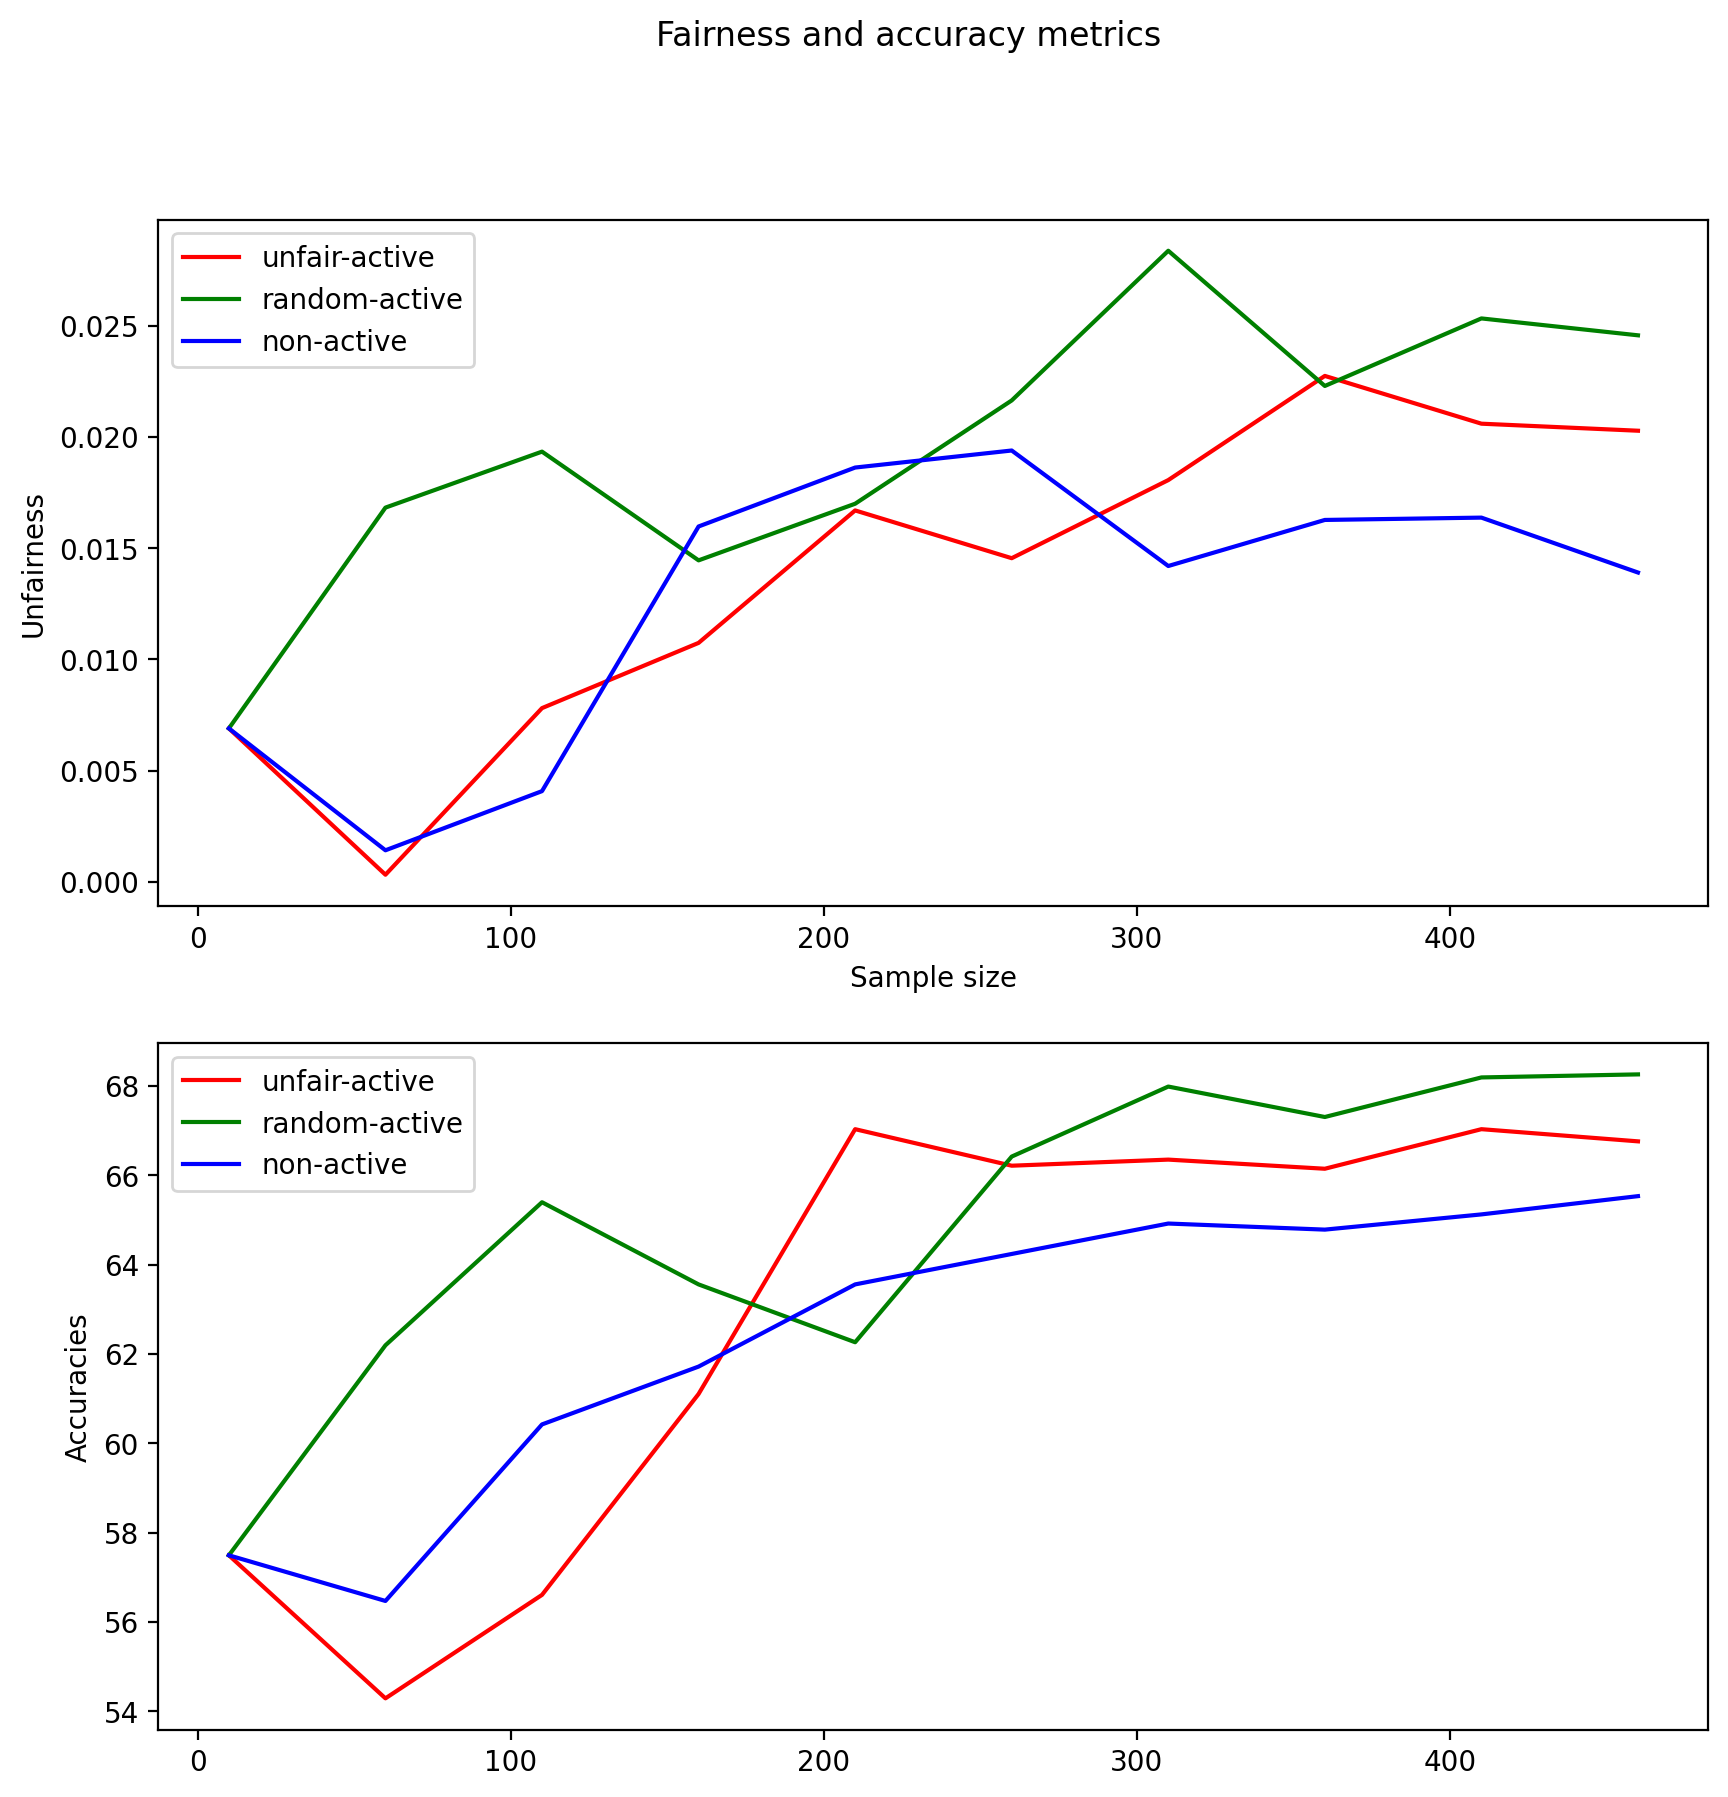 Fairness and accuracy metrics
unfair-active
random-active
non-active
0.025
0.020
0.015
0.010
0.005
0.000
Unfairness
0 100 200 300 400
Sample size
unfair-active
random-active
non-active
68
66
64
62
60
58
56
54
Accuracies
0 100 200 300 400